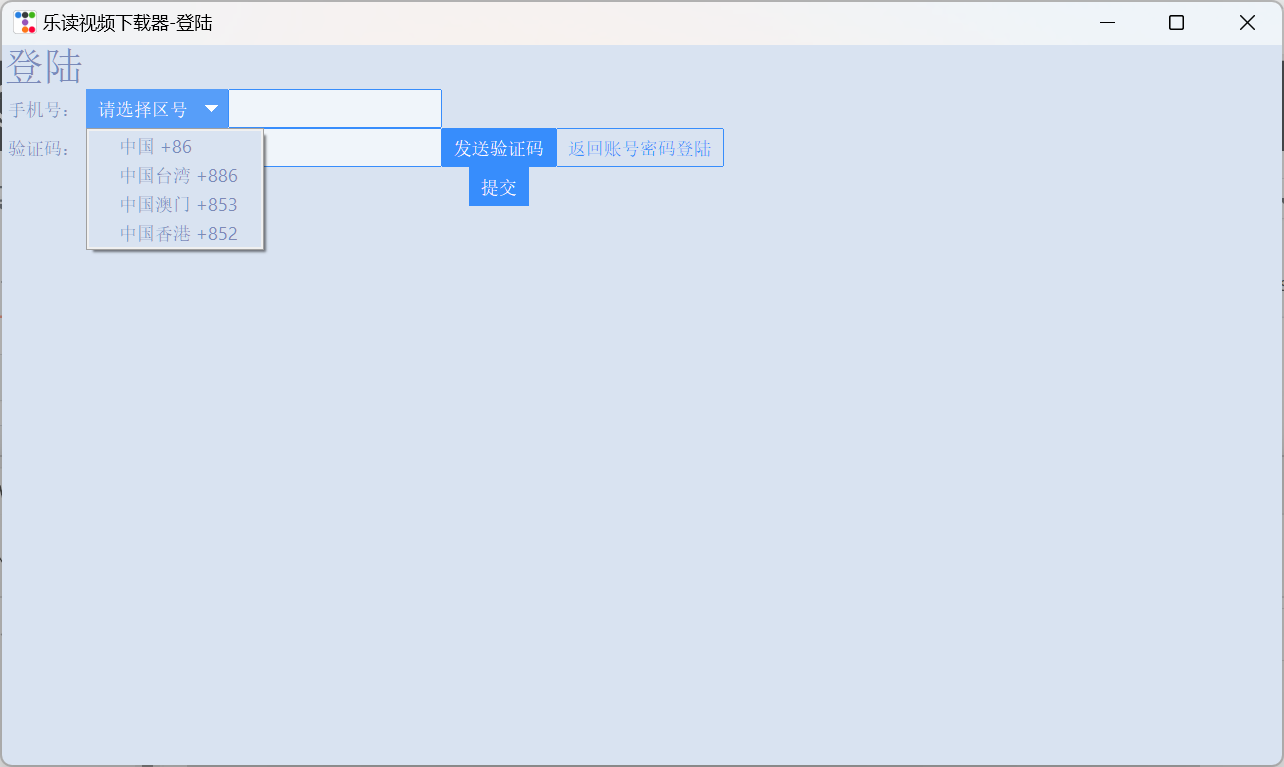 乐读视频下载器-登陆
登陆
手机号： 请选择区号
验证码： 发送验证码 返回账号密码登陆
中国 +86
中国台湾 +886
中国澳门 +853
中国香港 +852
提交